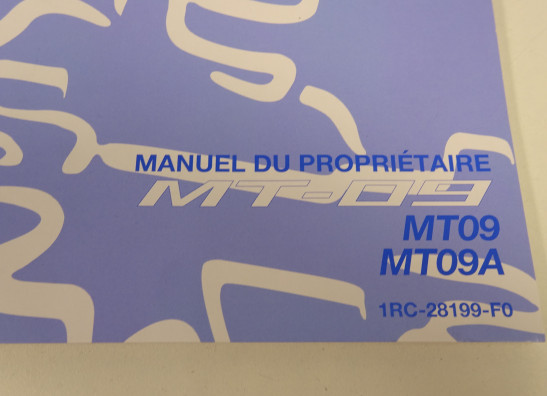 MANUEL DU PROPRIÉTAIRE
MT-09
MT09
MT09A
1RC-28199-F0